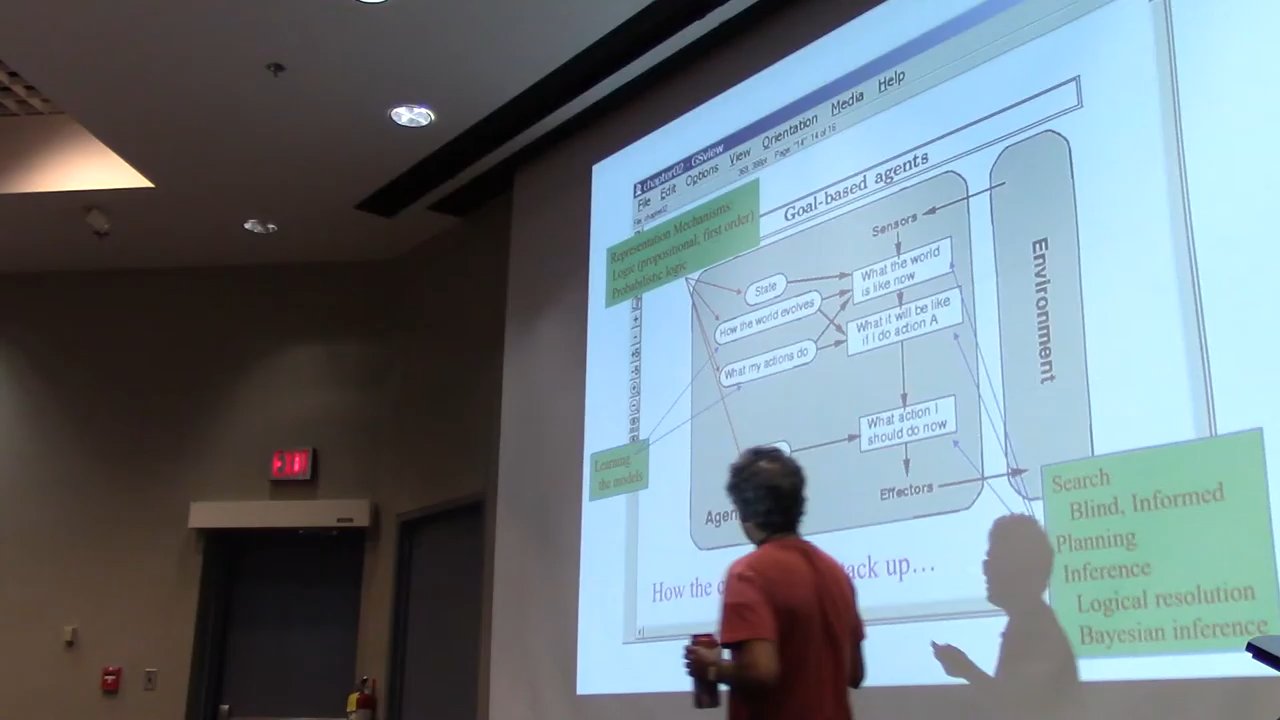 chapter02 - GSview
File Edit Options View Orientation Media Help
File: chapter02
Page: "14" 14 of 16
Goal-based agents
Representation Mechanisms:
Logic (propositional, first order)
Probabilistic logic
Sensors
State
What the world
is like now
How the world evolves
What it will be like
if I do action A
What my actions do
Environment
What action I
should do now
Learning
the models
Effectors
Search
Blind, Informed
Planning
Inference
Logical resolution
Bayesian inference
How the
up…
EXIT